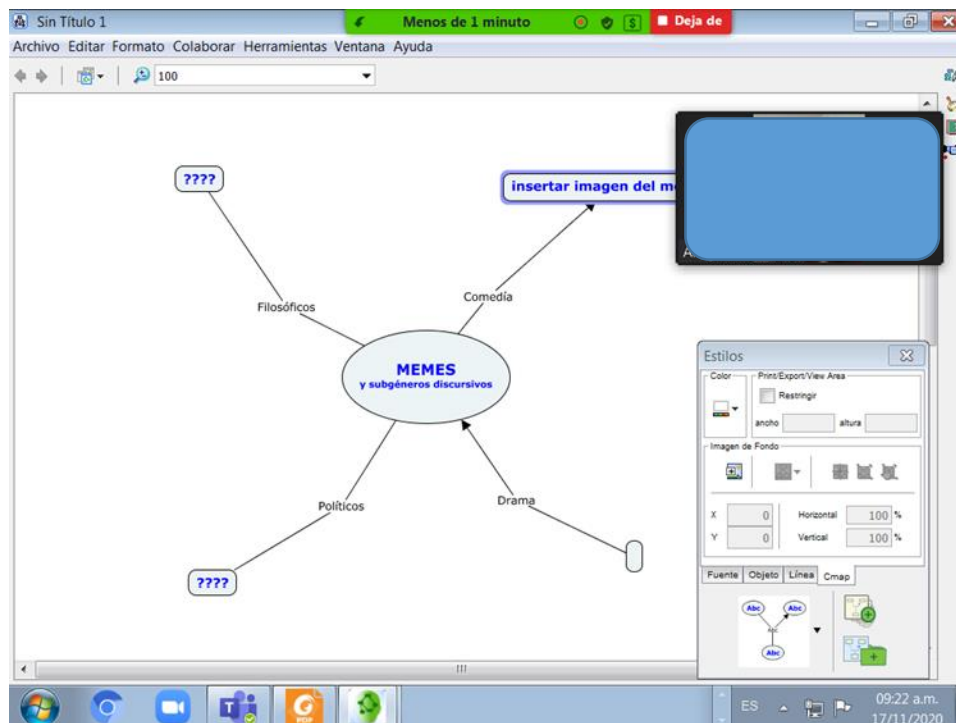 Sin Título 1
Menos de 1 minuto
Deja de
Archivo Editar Formato Colaborar Herramientas Ventana Ayuda
100
????
insertar imagen del
Filosóficos
Comedía
MEMES
y subgéneros discursivos
Políticos
Drama
????
Estilos
Color
Print/Export/View Area
Restringir
ancho
altura
Imagen de Fondo
X 0 Horizontal 100 %
Y 0 Vertical 100 %
Fuente Objeto Línea Cmap
Abc
Abc
Abc
Abc
PDF
ES
09:22 a.m.
17/11/2020